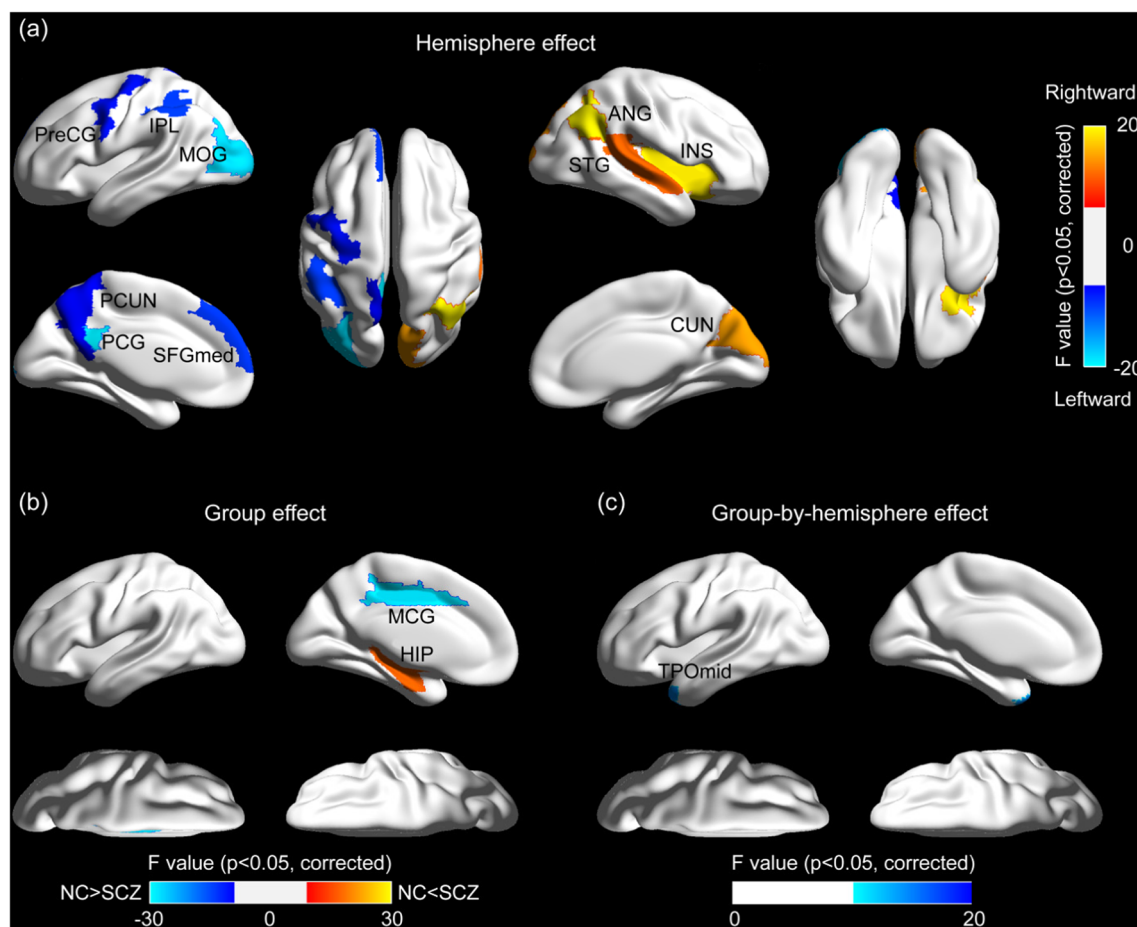 (a)
Hemisphere effect
PreCG
IPL
MOG
ANG
STG
INS
PCUN
PCG
SFGmed
CUN
Rightward
20
0
-20
F value (p<0.05, corrected)
Leftward
(b)
Group effect
MCG
HIP
F value (p<0.05, corrected)
NC>SCZ
NC<SCZ
-30
0
30
(c)
Group-by-hemisphere effect
TPOmid
F value (p<0.05, corrected)
0
20